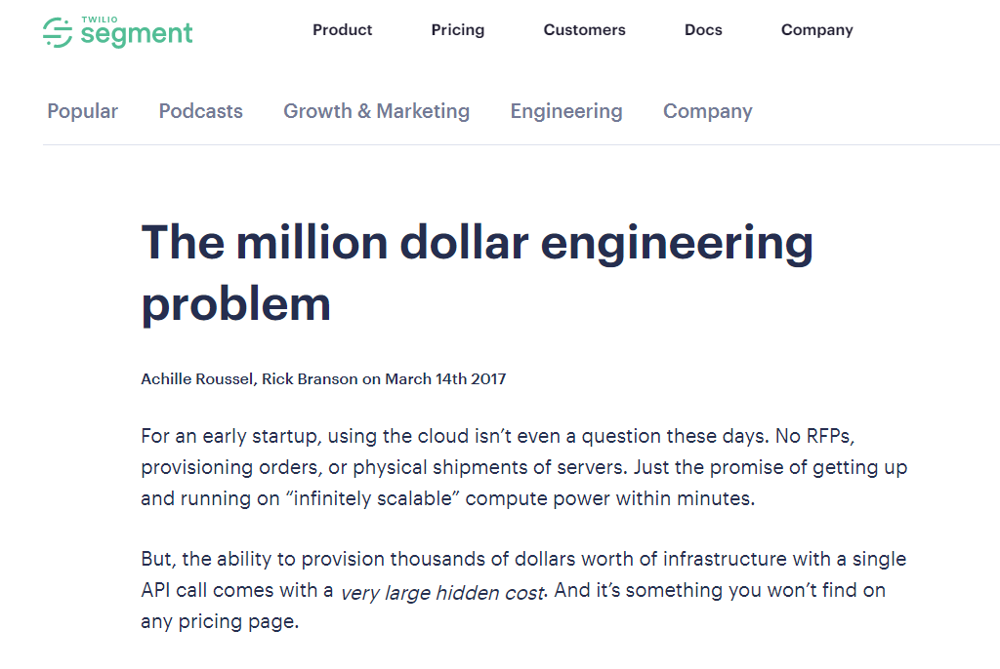 TWILIO
segment
Product Pricing Customers Docs Company
Popular Podcasts Growth & Marketing Engineering Company
The million dollar engineering
problem
Achille Roussel, Rick Branson on March 14th 2017
For an early startup, using the cloud isn’t even a question these days. No RFPs,
provisioning orders, or physical shipments of servers. Just the promise of getting up
and running on “infinitely scalable” compute power within minutes.
But, the ability to provision thousands of dollars worth of infrastructure with a single
API call comes with a very large hidden cost. And it’s something you won’t find on
any pricing page.